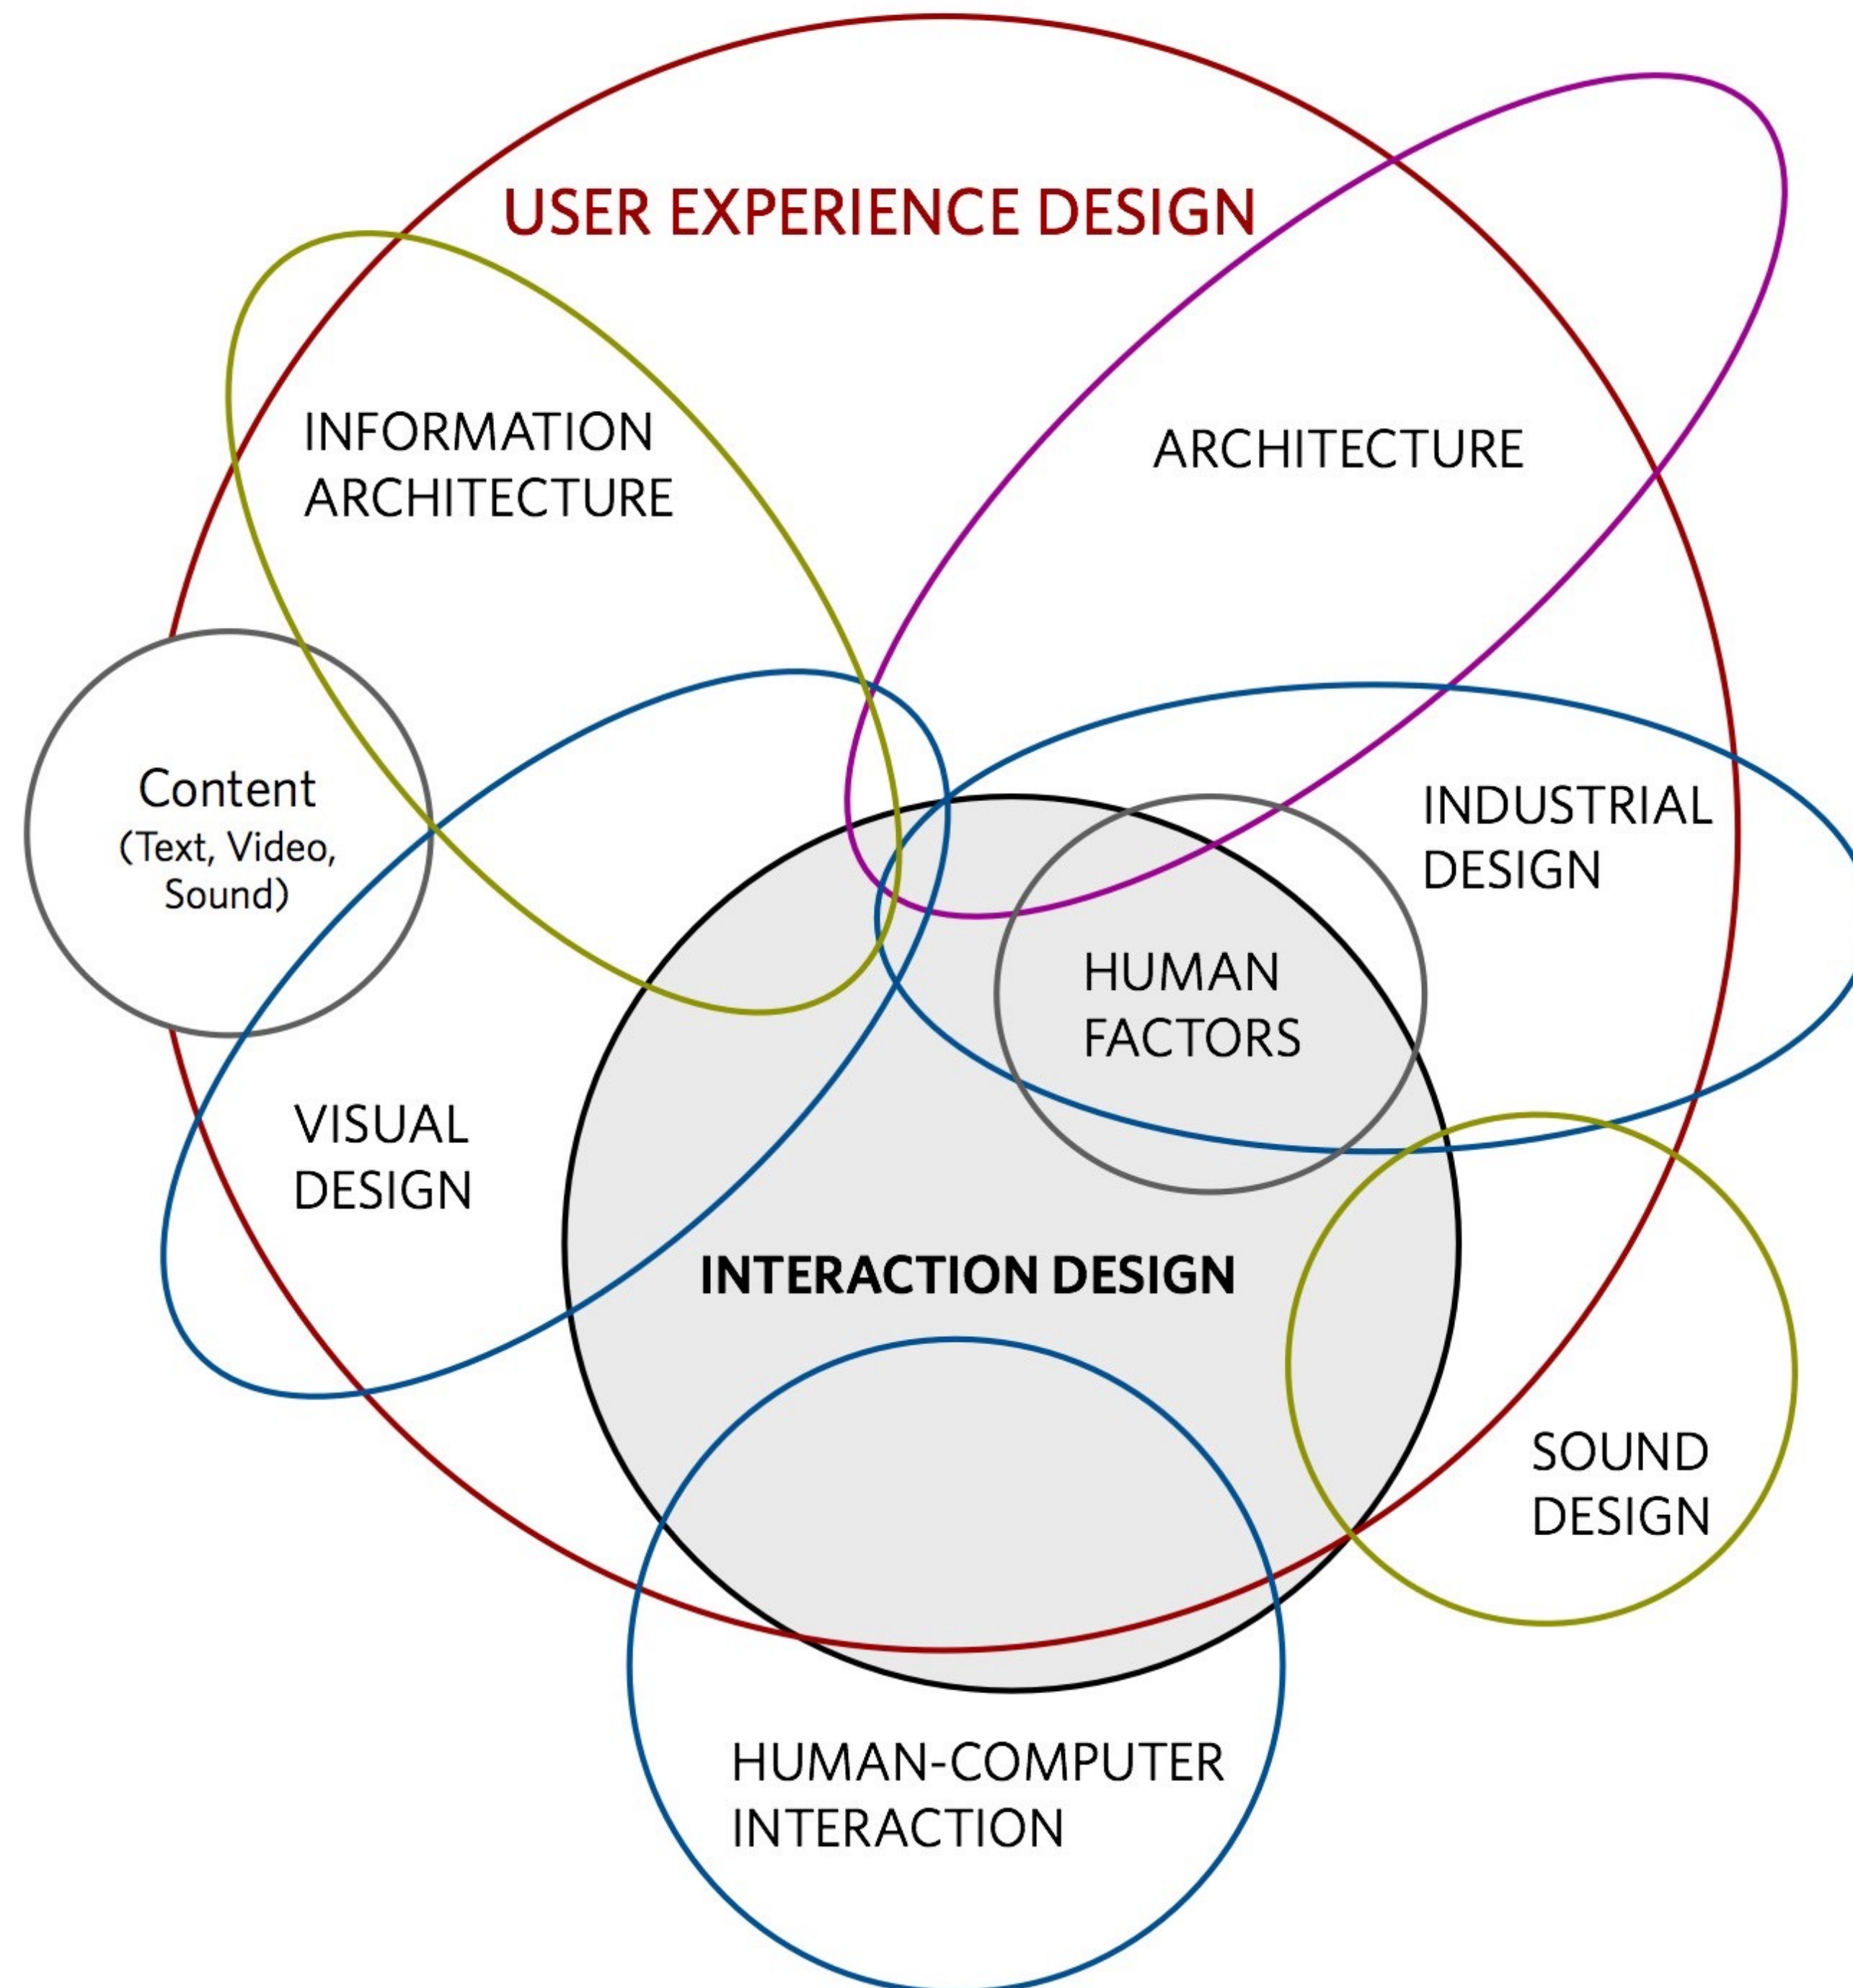 USER EXPERIENCE DESIGN
INFORMATION
ARCHITECTURE
ARCHITECTURE
Content
(Text, Video,
Sound)
INDUSTRIAL
DESIGN
HUMAN
FACTORS
VISUAL
DESIGN
INTERACTION DESIGN
SOUND
DESIGN
HUMAN-COMPUTER
INTERACTION